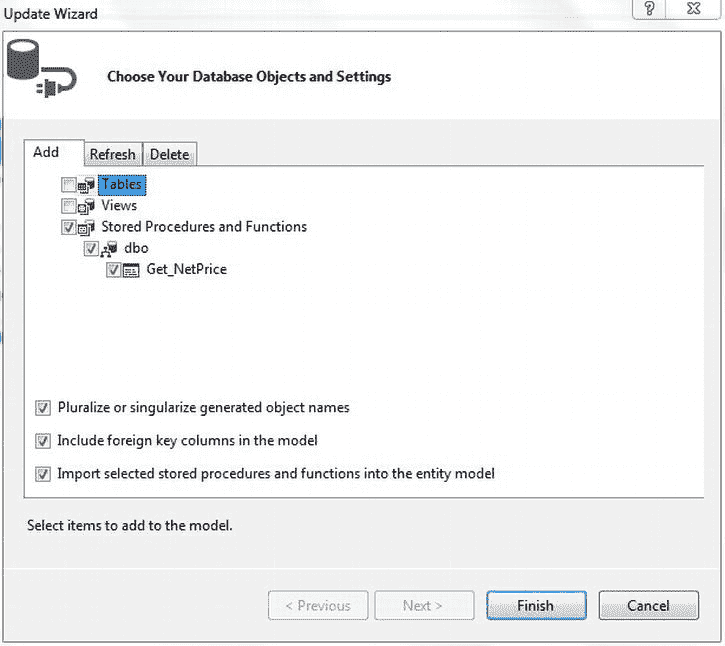 Update Wizard
?
Choose Your Database Objects and Settings
Add
Refresh
Delete
Tables
Views
Stored Procedures and Functions
dbo
Get_NetPrice
Pluralize or singularize generated object names
Include foreign key columns in the model
Import selected stored procedures and functions into the entity model
Select items to add to the model.
< Previous
Next >
Finish
Cancel